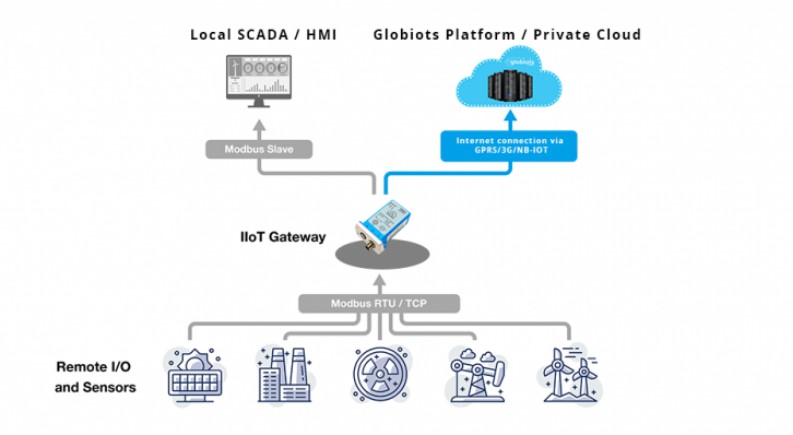 Local SCADA / HMI
Globiots Platform / Private Cloud
globiots
Modbus Slave
Internet connection via
GPRS/3G/NB-IOT
IIoT Gateway
Modbus RTU / TCP
Remote I/O
and Sensors